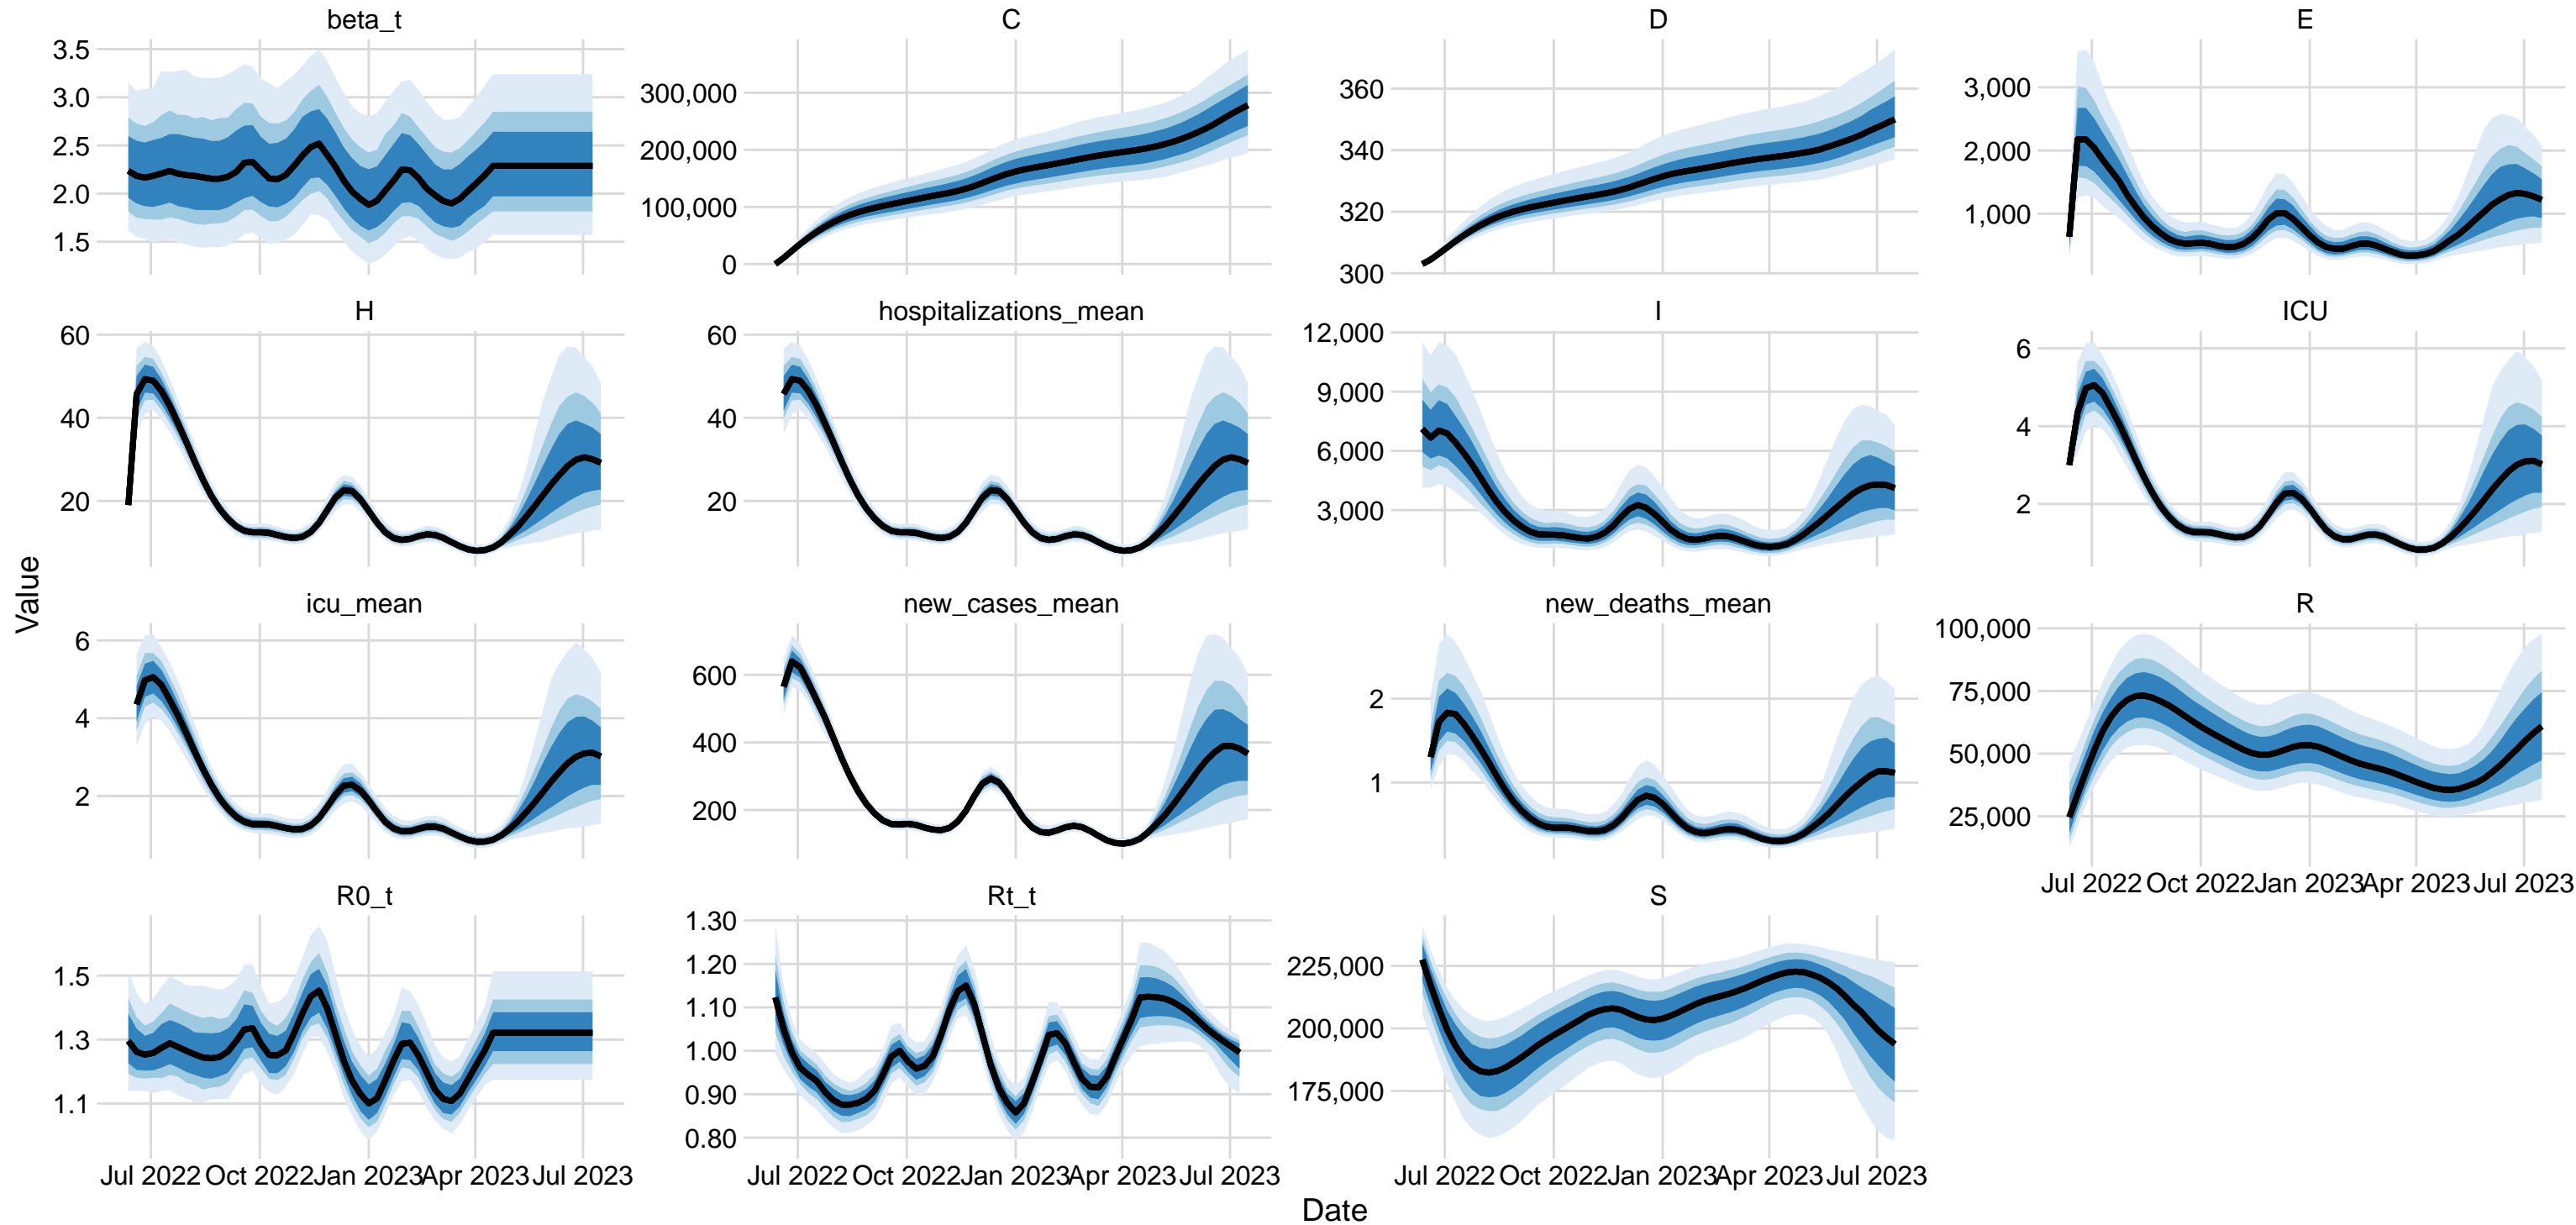 beta_t
3.5
3.0
2.5
2.0
1.5
C
300,000
200,000
100,000
0
D
360
340
320
300
E
3,000
2,000
1,000
H
60
40
20
hospitalizations_mean
60
40
20
I
12,000
9,000
6,000
3,000
ICU
6
4
2
icu_mean
6
4
2
new_cases_mean
600
400
200
new_deaths_mean
2
1
R
100,000
75,000
50,000
25,000
Jul 2022 Oct 2022 Jan 2023 Apr 2023 Jul 2023
R0_t
1.5
1.3
1.1
Jul 2022 Oct 2022 Jan 2023 Apr 2023 Jul 2023
Rt_t
1.30
1.20
1.10
1.00
0.90
0.80
Jul 2022 Oct 2022 Jan 2023 Apr 2023 Jul 2023
S
225,000
200,000
175,000
Jul 2022 Oct 2022 Jan 2023 Apr 2023 Jul 2023
Value
Date